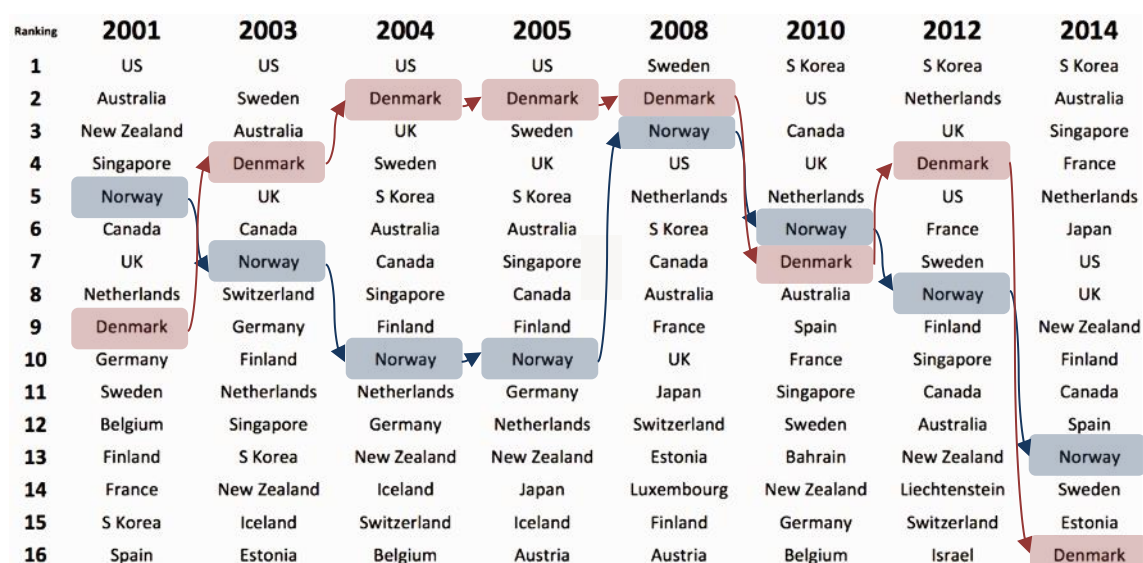 Ranking 2001 2003 2004 2005 2008 2010 2012 2014
1 US US US US Sweden S Korea S Korea S Korea
2 Australia Sweden Denmark Denmark Denmark US Netherlands Australia
3 New Zealand Australia UK Sweden Norway Canada UK Singapore
4 Singapore Denmark Sweden UK US UK Denmark France
5 Norway UK S Korea S Korea Netherlands Netherlands US Netherlands
6 Canada Canada Australia Australia S Korea Norway France Japan
7 UK Norway Canada Singapore Canada Denmark Sweden US
8 Netherlands Switzerland Singapore Canada Australia Australia Norway UK
9 Denmark Germany Finland Finland France Spain Finland New Zealand
10 Germany Finland Norway Norway UK France Singapore Finland
11 Sweden Netherlands Netherlands Germany Japan Singapore Canada Canada
12 Belgium Singapore Germany Netherlands Switzerland Sweden Australia Spain
13 Finland S Korea New Zealand New Zealand Estonia Bahrain New Zealand Norway
14 France New Zealand Iceland Japan Luxembourg New Zealand Liechtenstein Sweden
15 S Korea Iceland Switzerland Iceland Finland Germany Switzerland Estonia
16 Spain Estonia Belgium Austria Austria Belgium Israel Denmark